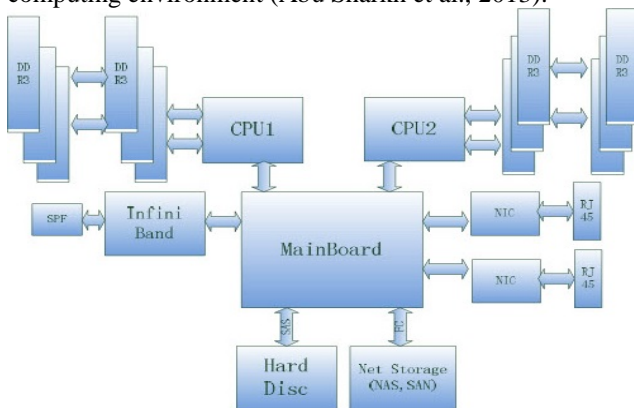 computing environment (Abu Sharkh et al., 2013).
DD
R3
DD
R3
DD
R3
DD
R3
CPU1
CPU2
SPF
Infini
Band
MainBoard
NIC
RJ
45
NIC
RJ
45
SAS
FC
Hard
Disc
Net Storage
(NAS, SAN)